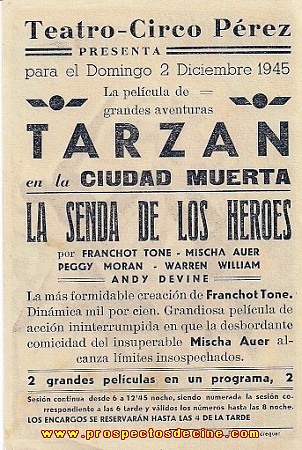 Teatro-Circo Pérez
PRESENTA
para el Domingo 2 Diciembre 1945
La película de
grandes aventuras
TARZAN
en la CIUDAD MUERTA
LA SENDA DE LOS HEROES
por FRANCHOT TONE - MISCHA AUER
PEGGY MORAN - WARREN WILLIAM
ANDY DEVINE
La más formidable creación de Franchot Tone.
Dinámica mil por cien. Grandiosa película de
acción ininterrumpida en que la desbordante
comicidad del insuperable Mischa Auer al-
canza límites insospechados.
2 grandes películas en un programa, 2
Sesión contínua desde 6 a 12'45 noche, siendo numerada la sesión co-
rrespondiente a las 6 tarde y válidos los números hasta las 8 noche.
LOS ENCARGOS SE RESERVARÁN HASTA LAS 4 DE LA TARDE
www.prospectosdecine.com